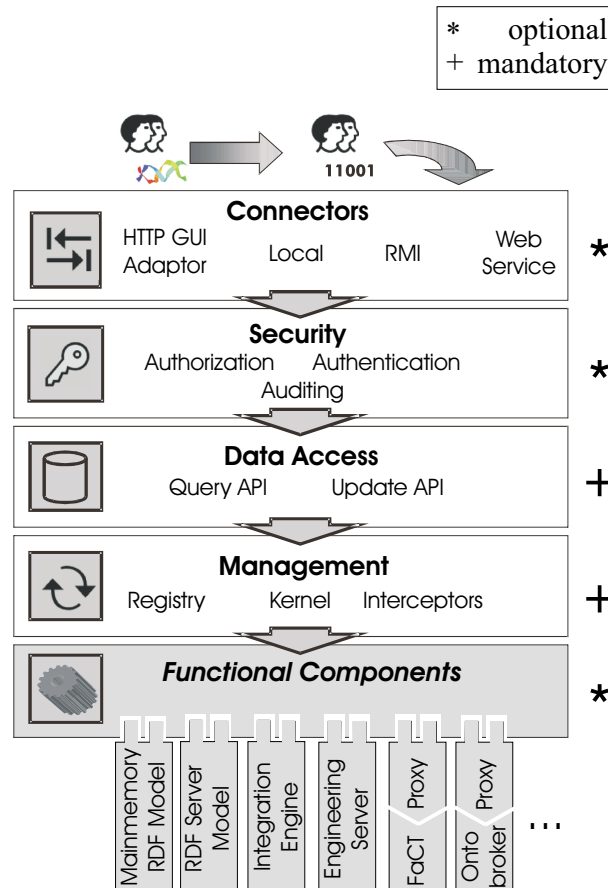 * optional
+ mandatory
11001
Connectors
HTTP GUI
Adaptor
Local
RMI
Web
Service
*
Security
Authorization Authentication
Auditing
*
Data Access
Query API Update API
+
Management
Registry Kernel Interceptors
+
Functional Components
*
Mainmemory
RDF Model
RDF Server
Model
Integration
Engine
Engineering
Server
Proxy
FaCT
Proxy
Onto
broker
...